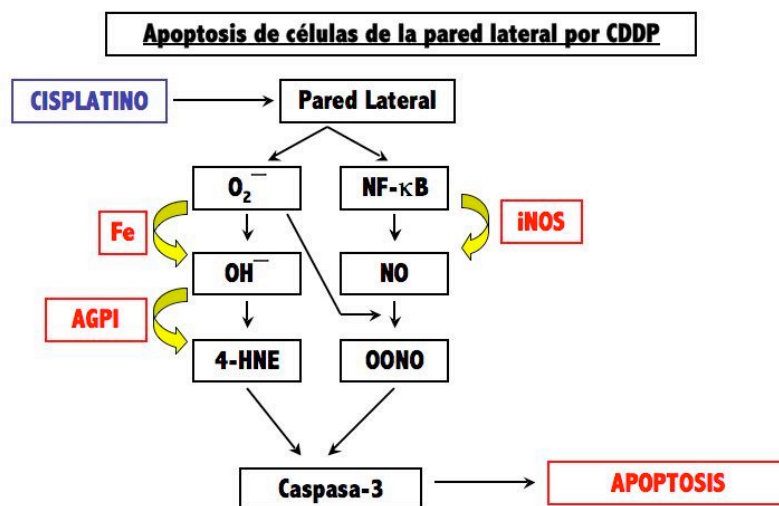 Apoptosis de células de la pared lateral por CDDP
CISPLATINO
Pared Lateral
O₂⁻
NF-κB
Fe
iNOS
OH⁻
NO
AGPI
4-HNE
OONO
Caspasa-3
APOPTOSIS